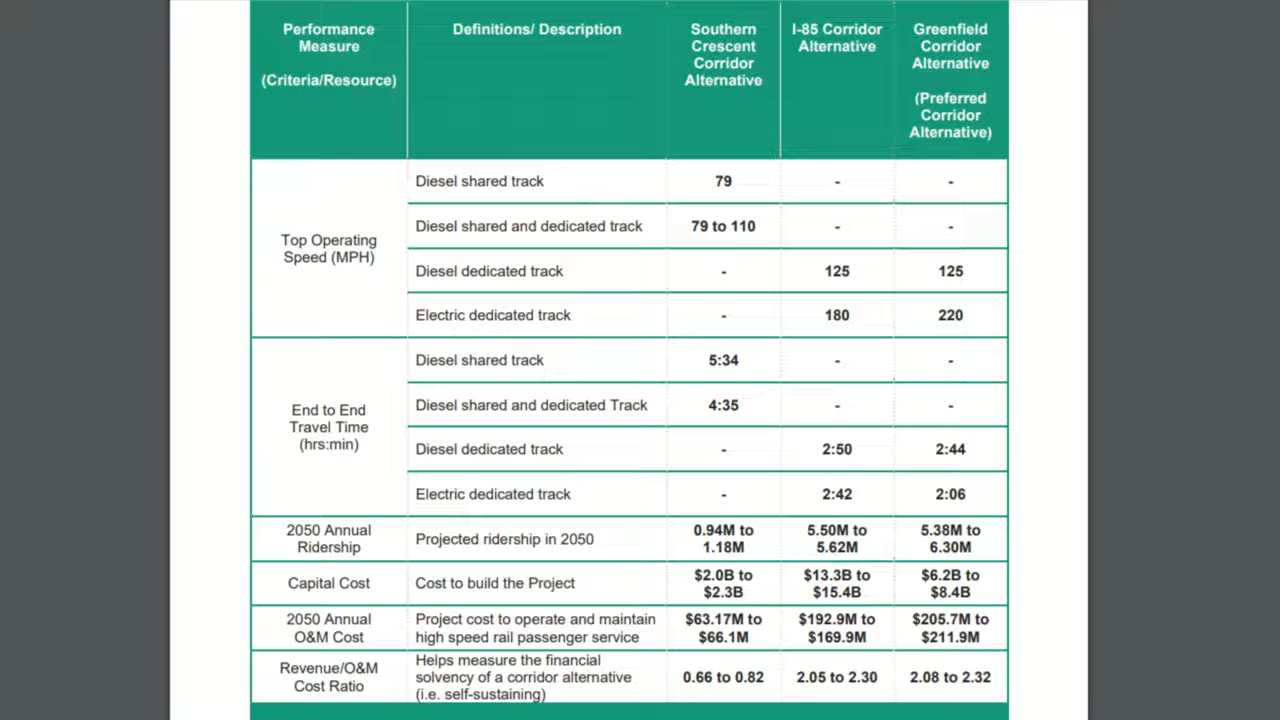 Performance Measure (Criteria/Resource) Definitions/ Description Southern Crescent Corridor Alternative I-85 Corridor Alternative Greenfield Corridor Alternative (Preferred Corridor Alternative)
Top Operating Speed (MPH)
Diesel shared track 79 - -
Diesel shared and dedicated track 79 to 110 - -
Diesel dedicated track - 125 125
Electric dedicated track - 180 220
End to End Travel Time (hrs:min)
Diesel shared track 5:34 - -
Diesel shared and dedicated Track 4:35 - -
Diesel dedicated track - 2:50 2:44
Electric dedicated track - 2:42 2:06
2050 Annual Ridership Projected ridership in 2050 0.94M to 1.18M 5.50M to 5.62M 5.38M to 6.30M
Capital Cost Cost to build the Project $2.0B to $2.3B $13.3B to $15.4B $6.2B to $8.4B
2050 Annual O&M Cost Project cost to operate and maintain high speed rail passenger service $63.17M to $66.1M $192.9M to $169.9M $205.7M to $211.9M
Revenue/O&M Cost Ratio Helps measure the financial solvency of a corridor alternative (i.e. self-sustaining) 0.66 to 0.82 2.05 to 2.30 2.08 to 2.32